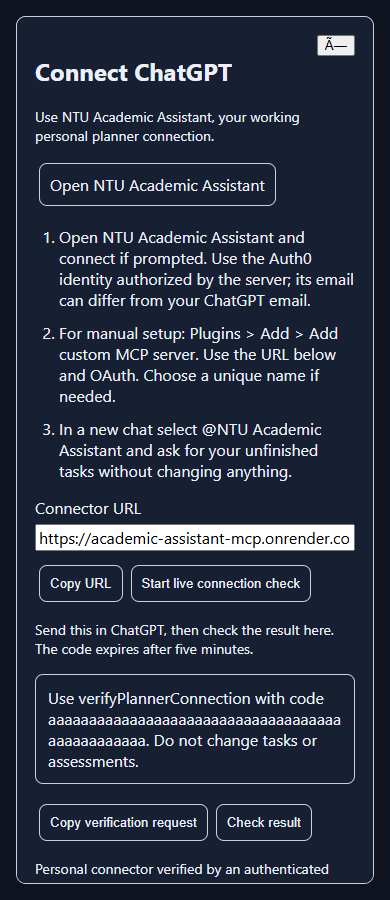 Ã—
Connect ChatGPT
Use NTU Academic Assistant, your working
personal planner connection.
Open NTU Academic Assistant
1. Open NTU Academic Assistant and
connect if prompted. Use the Auth0
identity authorized by the server; its email
can differ from your ChatGPT email.
2. For manual setup: Plugins > Add > Add
custom MCP server. Use the URL below
and OAuth. Choose a unique name if
needed.
3. In a new chat select @NTU Academic
Assistant and ask for your unfinished
tasks without changing anything.
Connector URL
https://academic-assistant-mcp.onrender.co
Copy URL
Start live connection check
Send this in ChatGPT, then check the result here.
The code expires after five minutes.
Use verifyPlannerConnection with code
aaaaaaaaaaaaaaaaaaaaaaaaaaaaaaaaaaaa
aaaaaaaaaaaa. Do not change tasks or
assessments.
Copy verification request
Check result
Personal connector verified by an authenticated